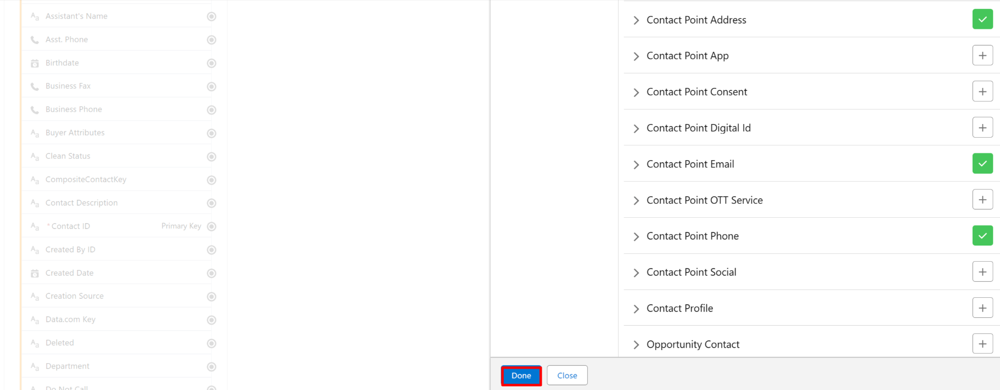 Assistant's Name
Asst. Phone
Birthdate
Business Fax
Business Phone
Buyer Attributes
Clean Status
CompositeContactKey
Contact Description
* Contact ID Primary Key
Created By ID
Created Date
Creation Source
Data.com Key
Deleted
Department
Do Not Call
Contact Point Address
Contact Point App
Contact Point Consent
Contact Point Digital Id
Contact Point Email
Contact Point OTT Service
Contact Point Phone
Contact Point Social
Contact Profile
Opportunity Contact
Done Close